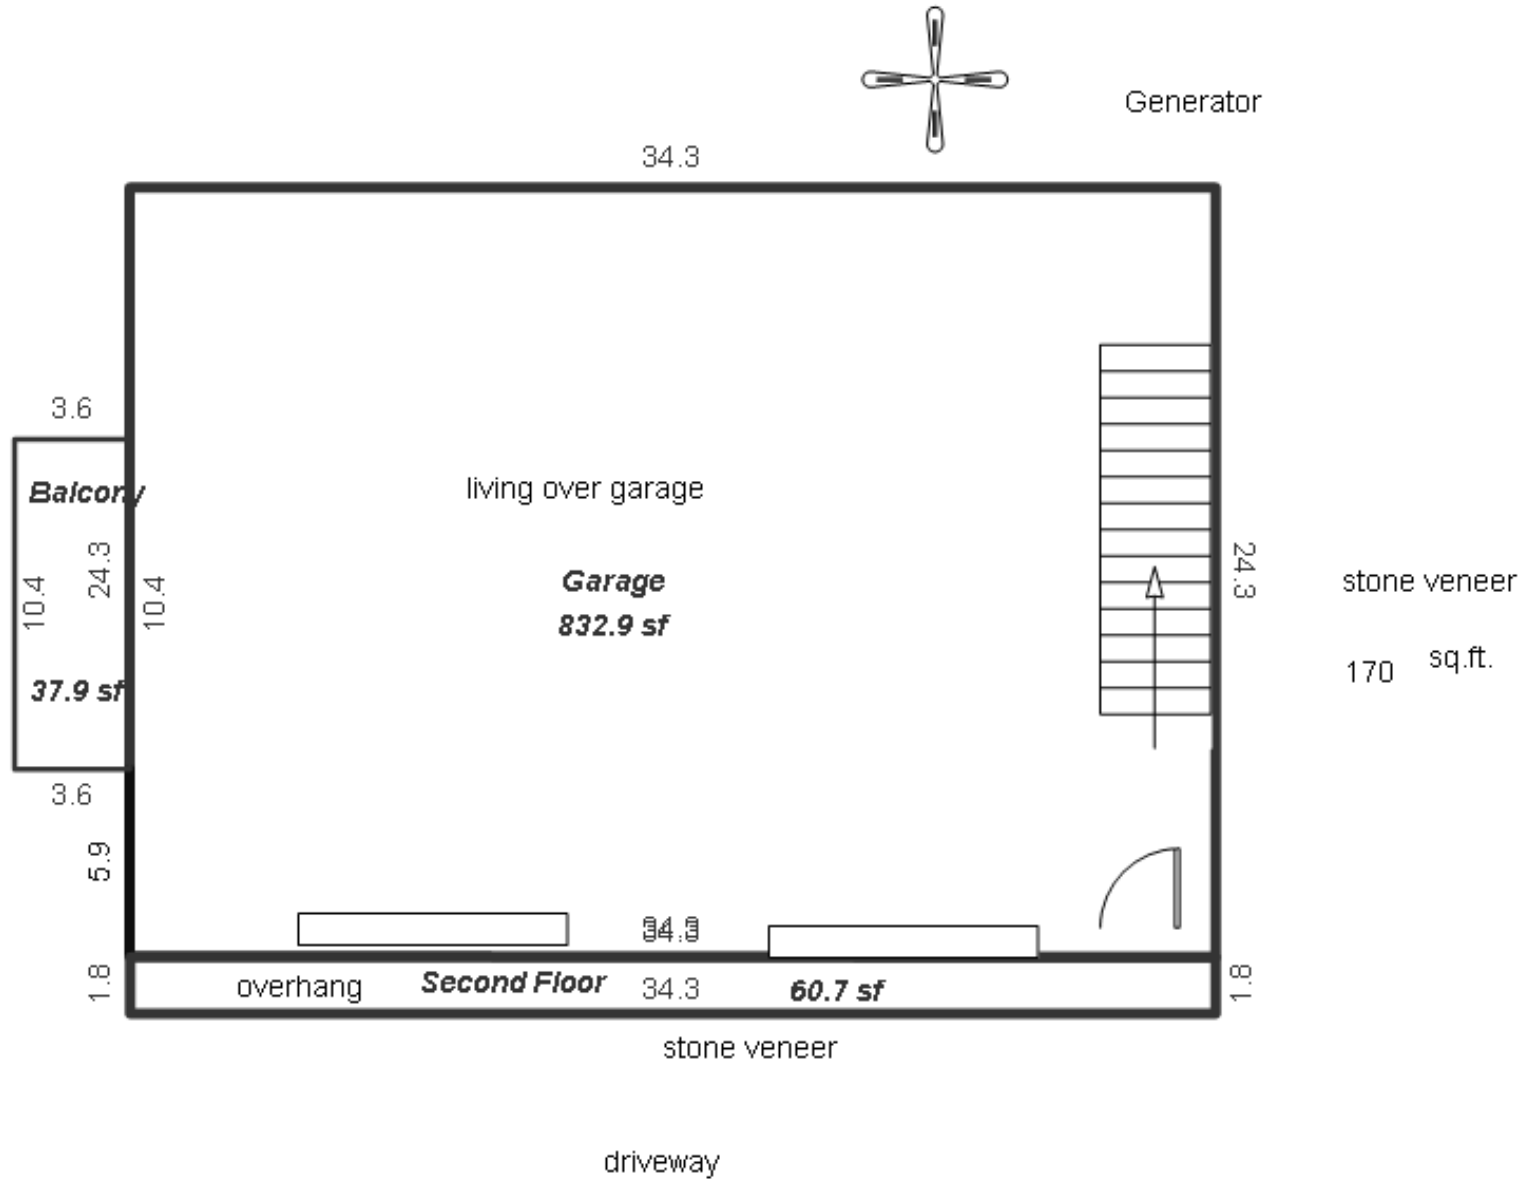 Generator
34.3
3.6
Balcony
living over garage
24.3
10.4
10.4
24.3
Garage
832.9 sf
stone veneer
170 sq.ft.
37.9 sf
3.6
5.9
34.3
1.8
overhang
Second Floor
34.3
60.7 sf
1.8
stone veneer
driveway